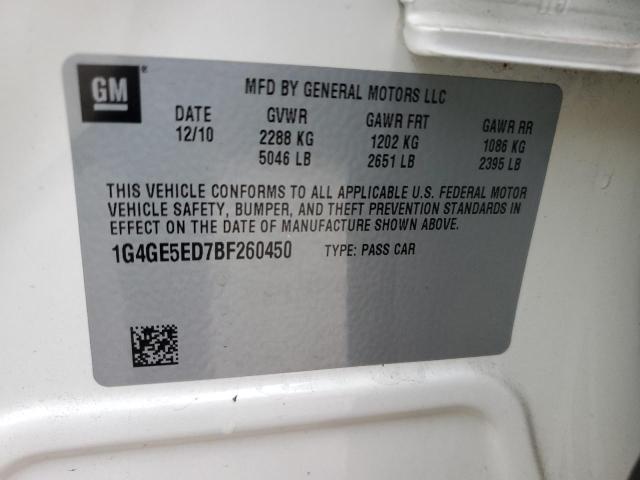 GM
MFD BY GENERAL MOTORS LLC
DATE GVWR GAWR FRT GAWR RR
12/10 2288 KG 1202 KG 1086 KG
5046 LB 2651 LB 2395 LB
THIS VEHICLE CONFORMS TO ALL APPLICABLE U.S. FEDERAL MOTOR
VEHICLE SAFETY, BUMPER, AND THEFT PREVENTION STANDARDS IN
EFFECT ON THE DATE OF MANUFACTURE SHOWN ABOVE.
1G4GE5ED7BF260450 TYPE: PASS CAR